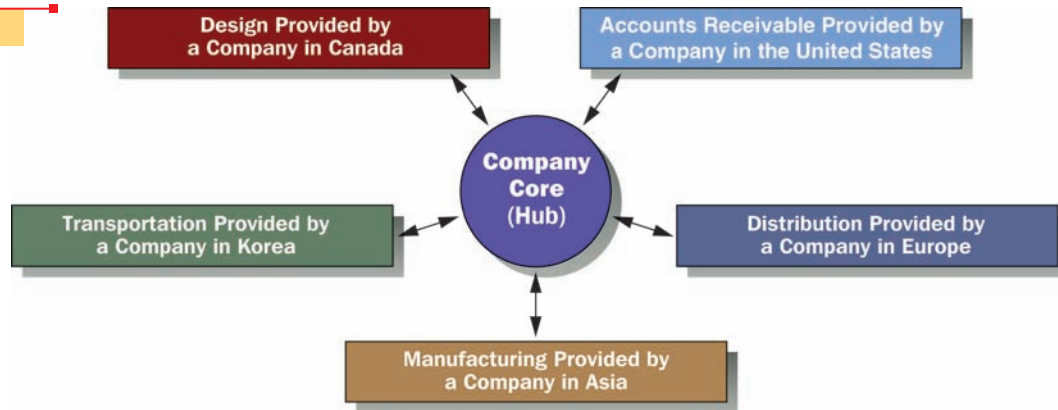 Design Provided by
a Company in Canada
Accounts Receivable Provided by
a Company in the United States
Company
Core
(Hub)
Transportation Provided by
a Company in Korea
Distribution Provided by
a Company in Europe
Manufacturing Provided by
a Company in Asia